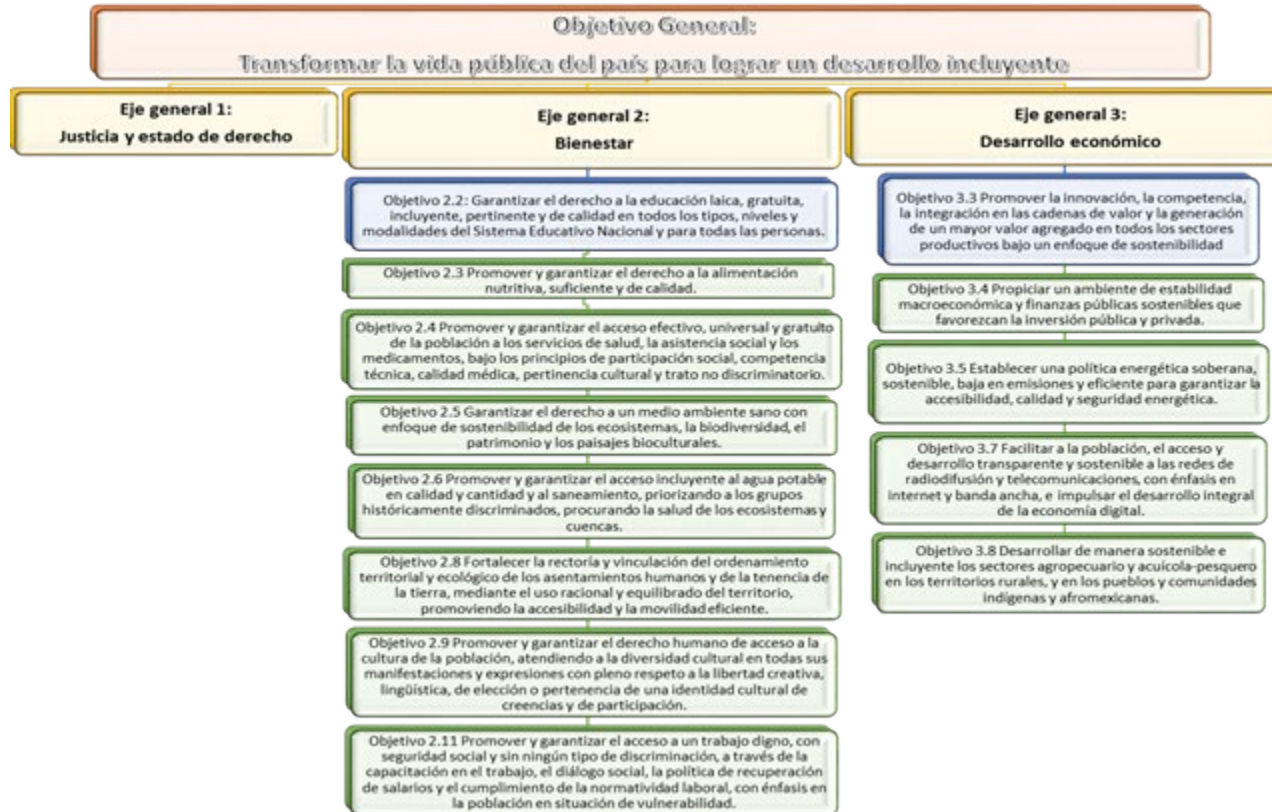 Objetivo General:
Transformar la vida pública del país para lograr un desarrollo incluyente
Eje general 1:
Justicia y estado de derecho
Eje general 2:
Bienestar
Objetivo 2.2: Garantizar el derecho a la educación laica, gratuita,
incluyente, pertinente y de calidad en todos los tipos, niveles y
modalidades del Sistema Educativo Nacional y para todas las personas.
Objetivo 2.3 Promover y garantizar el derecho a la alimentación
nutritiva, suficiente y de calidad.
Objetivo 2.4 Promover y garantizar el acceso efectivo, universal y gratuito
de la población a los servicios de salud, la asistencia social y los
medicamentos, bajo los principios de participación social, competencia
técnica, calidad médica, pertinencia cultural y trato no discriminatorio.
Objetivo 2.5 Garantizar el derecho a un medio ambiente sano con
enfoque de sostenibilidad de los ecosistemas, la biodiversidad, el
patrimonio y los paisajes bioculturales.
Objetivo 2.6 Promover y garantizar el acceso incluyente al agua potable
en calidad y cantidad y al saneamiento, priorizando a los grupos
históricamente discriminados, procurando la salud de los ecosistemas y
cuencas.
Objetivo 2.8 Fortalecer la rectoría y vinculación del ordenamiento
territorial y ecológico de los asentamientos humanos y de la tenencia de
la tierra, mediante el uso racional y equilibrado del territorio,
promoviendo la accesibilidad y la movilidad eficiente.
Objetivo 2.9 Promover y garantizar el derecho humano de acceso a la
cultura de la población, atendiendo a la diversidad cultural en todas sus
manifestaciones y expresiones con pleno respeto a la libertad creativa,
lingüística, de elección o pertenencia de una identidad cultural de
creencias y de participación.
Objetivo 2.11 Promover y garantizar el acceso a un trabajo digno, con
seguridad social y sin ningún tipo de discriminación, a través de la
capacitación en el trabajo, el diálogo social, la política de recuperación
de salarios y el cumplimiento de la normatividad laboral, con énfasis en
la población en situación de vulnerabilidad.
Eje general 3:
Desarrollo económico
Objetivo 3.3 Promover la innovación, la competencia,
la integración en las cadenas de valor y la generación
de un mayor valor agregado en todos los sectores
productivos bajo un enfoque de sostenibilidad
Objetivo 3.4 Propiciar un ambiente de estabilidad
macroeconómica y finanzas públicas sostenibles que
favorezcan la inversión pública y privada.
Objetivo 3.5 Establecer una política energética soberana,
sostenible, baja en emisiones y eficiente para garantizar la
accesibilidad, calidad y seguridad energética.
Objetivo 3.7 Facilitar a la población, el acceso y
desarrollo transparente y sostenible a las redes de
radiodifusión y telecomunicaciones, con énfasis en
internet y banda ancha, e impulsar el desarrollo integral
de la economía digital.
Objetivo 3.8 Desarrollar de manera sostenible e
incluyente los sectores agropecuario y acuícola-pesquero
en los territorios rurales, y en los pueblos y comunidades
indígenas y afromexicanas.